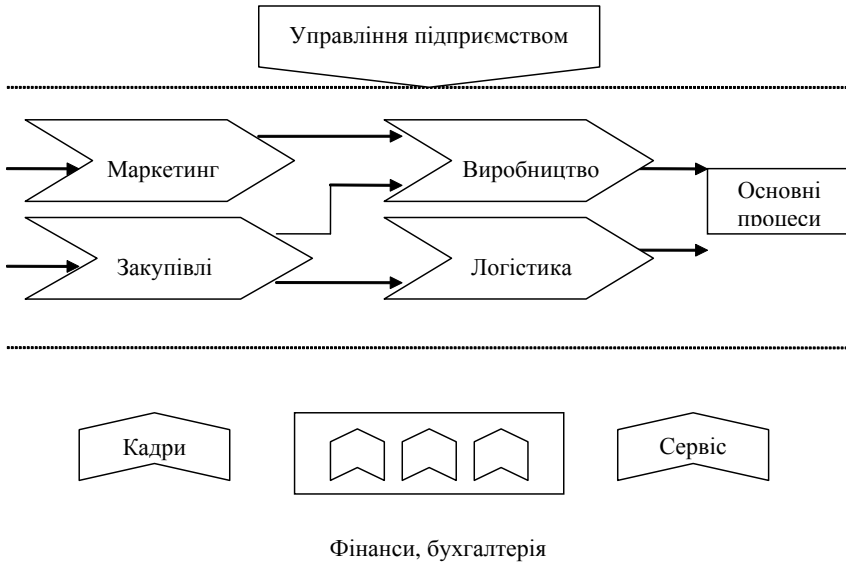 Управління підприємством
Маркетинг
Виробництво
Основні
процеси
Закупівлі
Логістика
Кадри
Сервіс
Фінанси, бухгалтерія